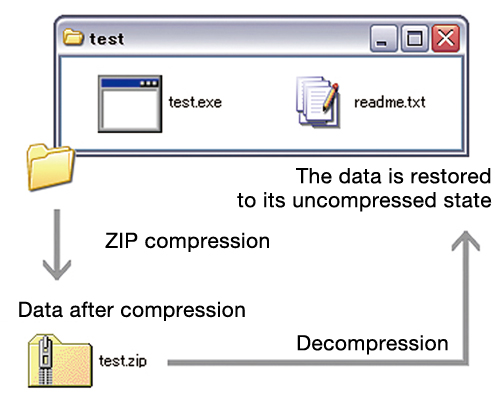 test
test.exe
readme.txt
The data is restored
to its uncompressed state
ZIP compression
Data after compression
Decompression
test.zip